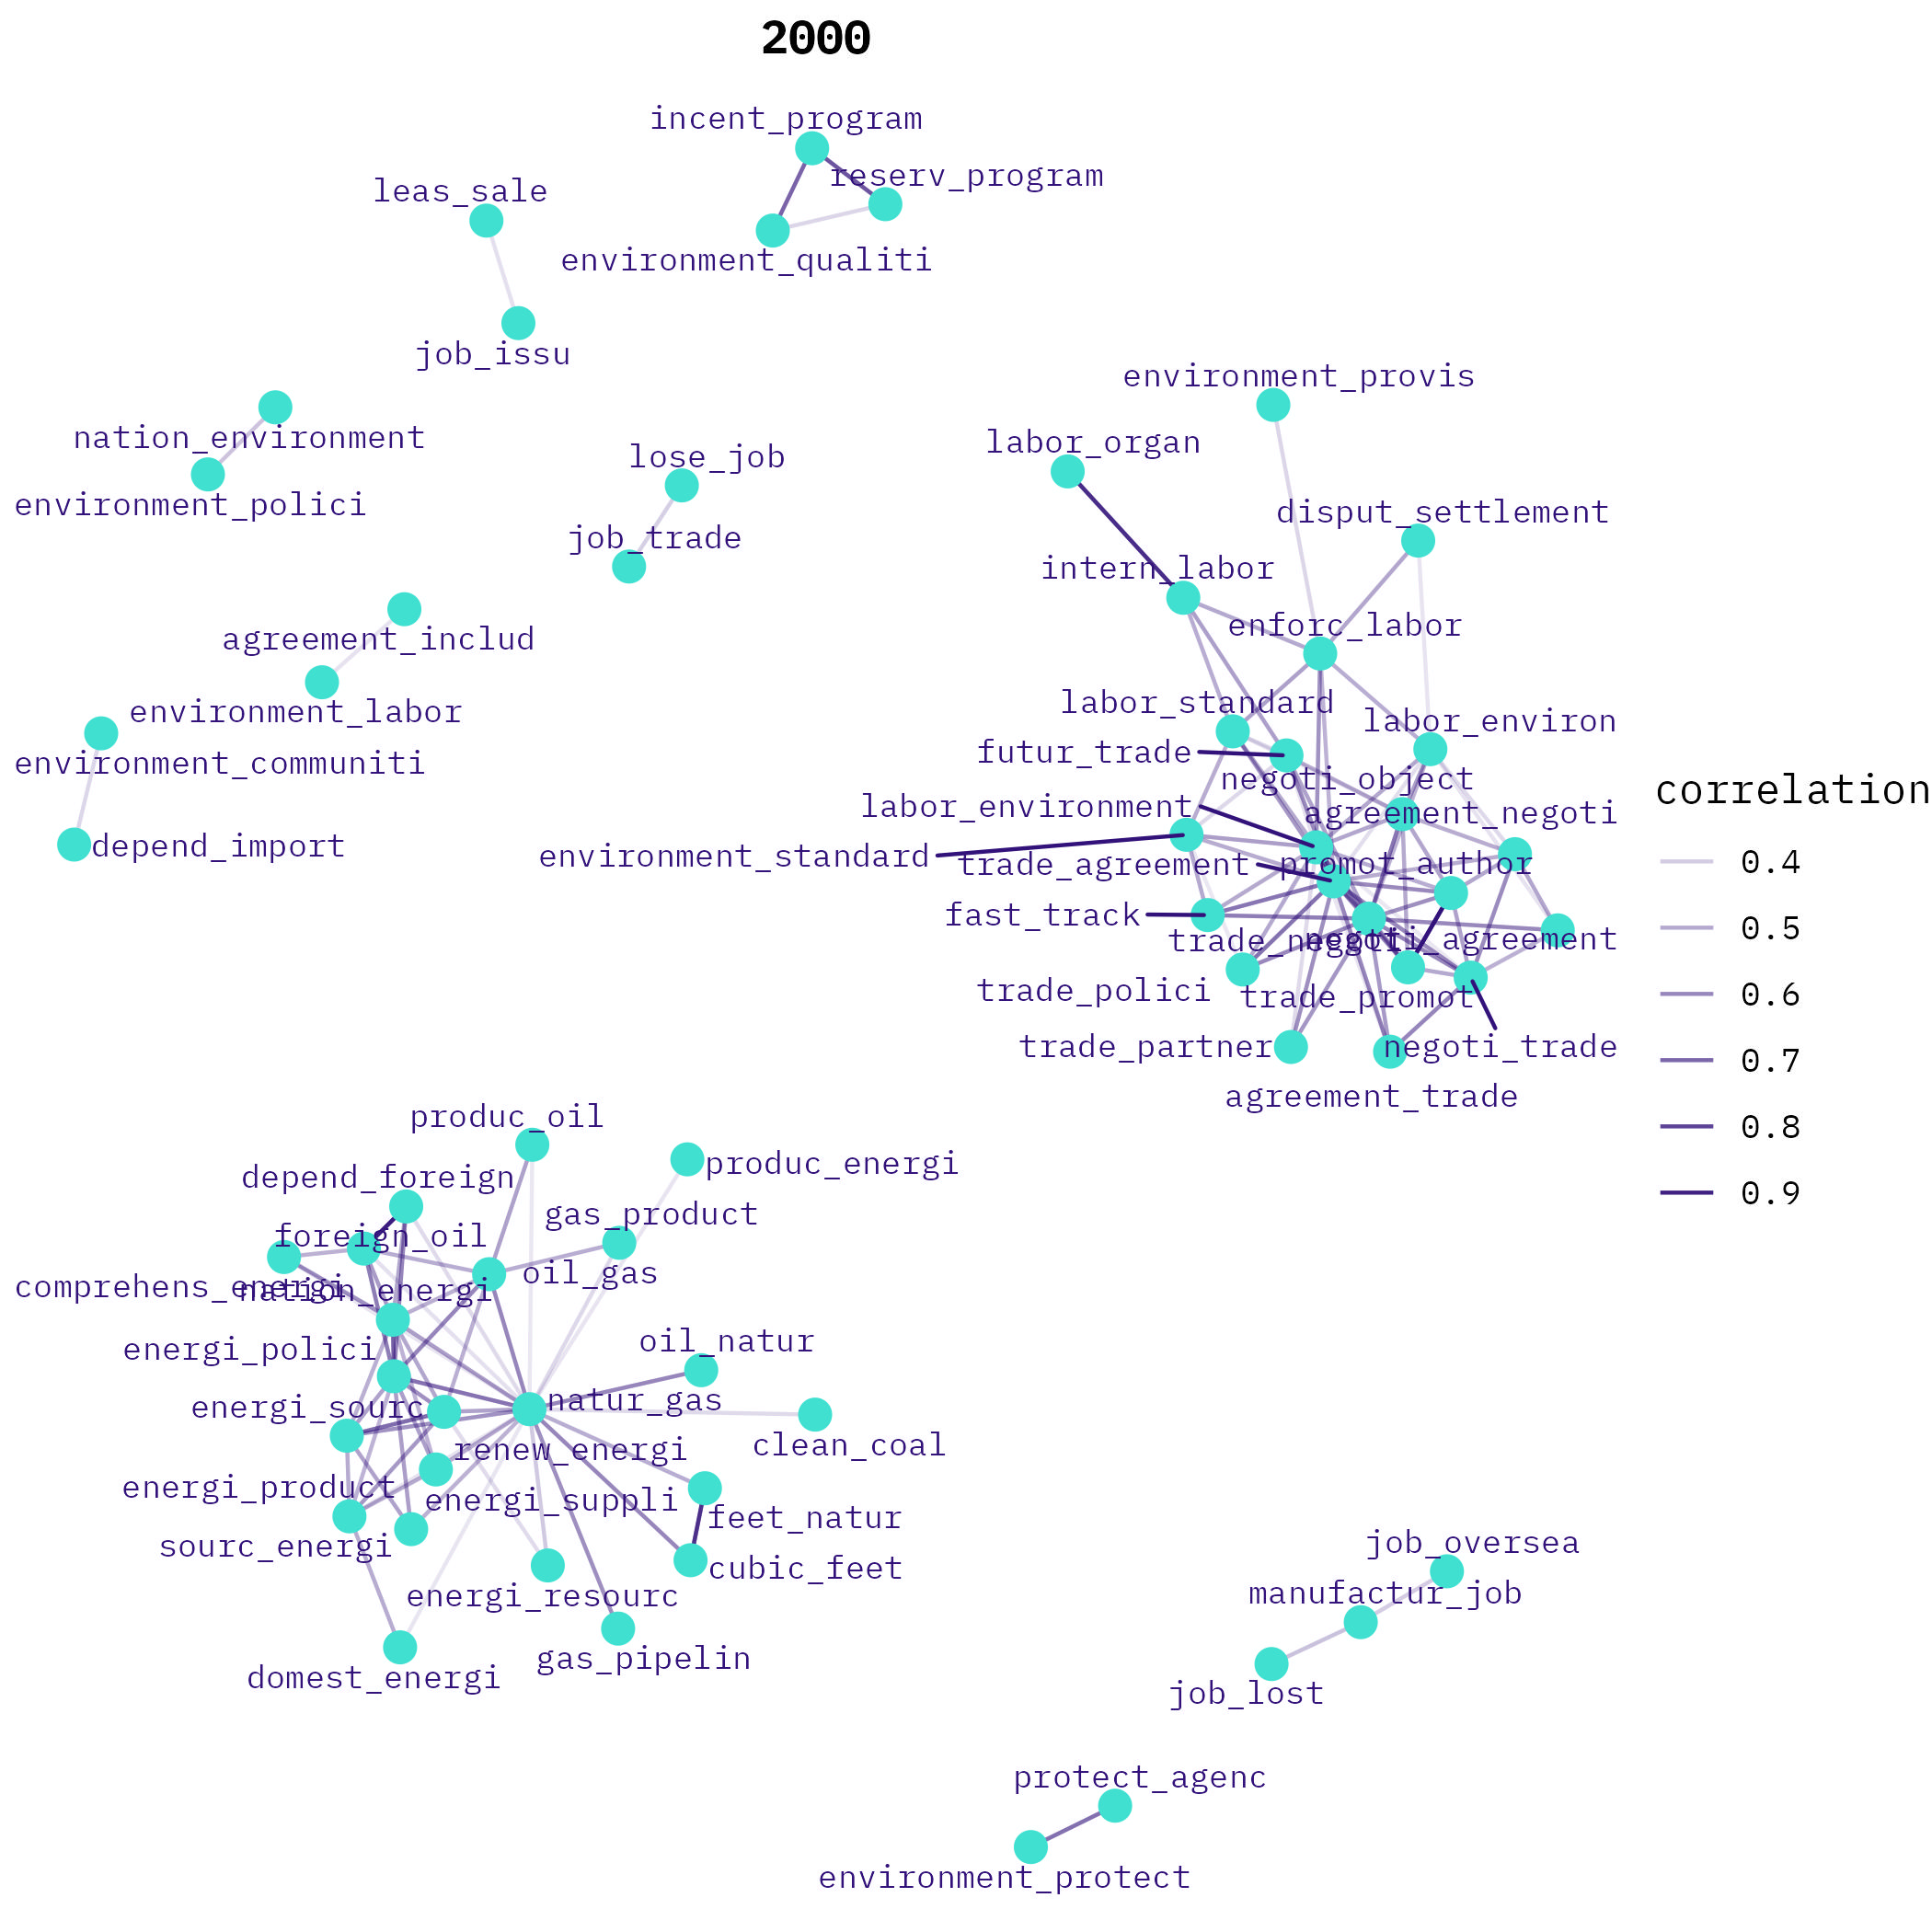 2000
incent_program
reserv_program
leas_sale
environment_qualiti
job_issu
environment_provis
nation_environment
labor_organ
lose_job
environment_polici
disput_settlement
job_trade
intern_labor
agreement_includ
enforc_labor
environment_labor
labor_standard
labor_environ
environment_communiti
futur_trade
negoti_object
correlation
labor_environment
agreement_negoti
depend_import
environment_standard
trade_agreement
promot_author
0.4
fast_track
0.5
trade_negoti
negoti_agreement
trade_polici
trade_promot
0.6
trade_partner
negoti_trade
0.7
agreement_trade
produc_oil
0.8
depend_foreign
produc_energi
0.9
gas_product
foreign_oil
oil_gas
comprehens_energi
nation_energi
energi_polici
oil_natur
energi_sourc
natur_gas
renew_energi
clean_coal
energi_product
energi_suppli
feet_natur
sourc_energi
cubic_feet
job_oversea
energi_resourc
manufactur_job
gas_pipelin
domest_energi
job_lost
protect_agenc
environment_protect